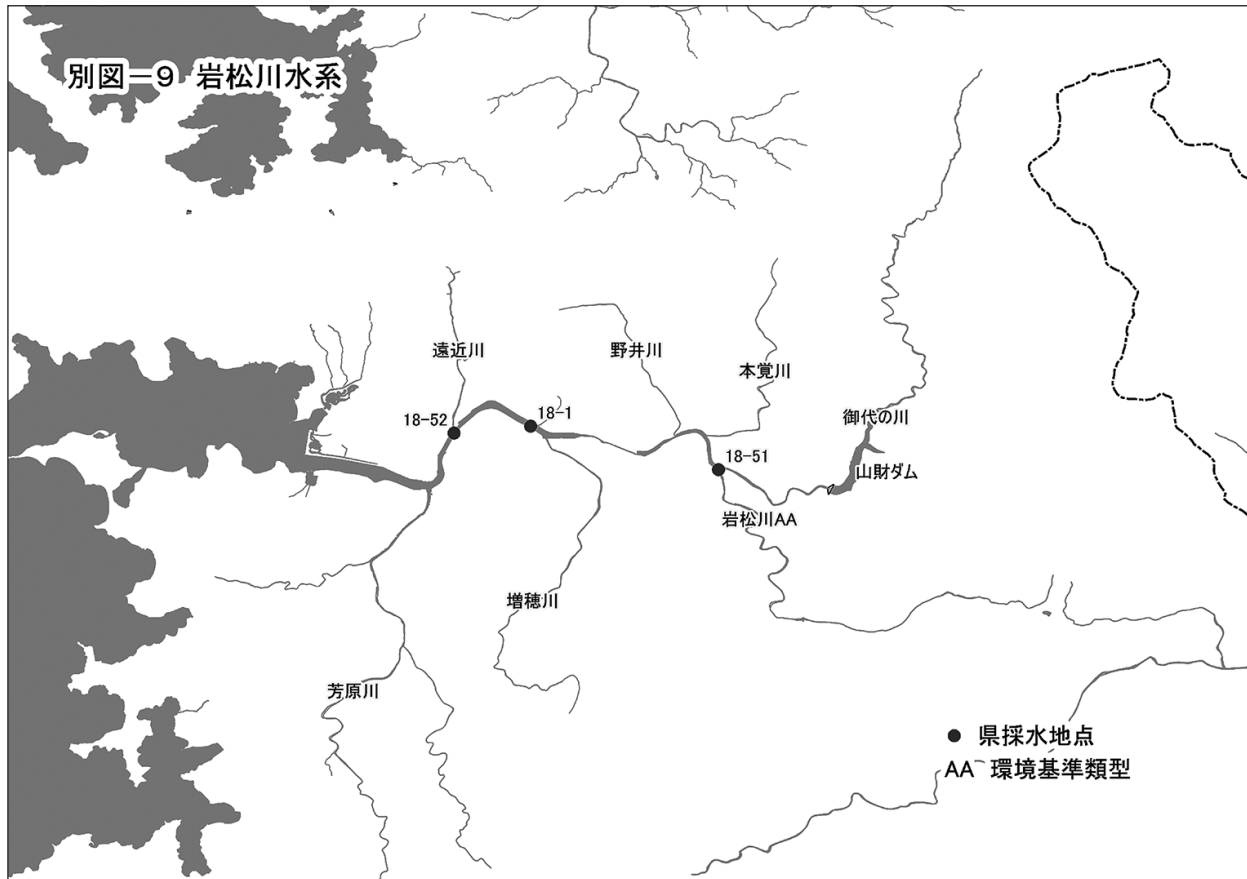 別図－9 岩松川水系
遠近川
野井川
本覚川
18-52
18-1
御代の川
18-51
山財ダム
岩松川AA
増穂川
芳原川
● 県採水地点
AA 環境基準類型